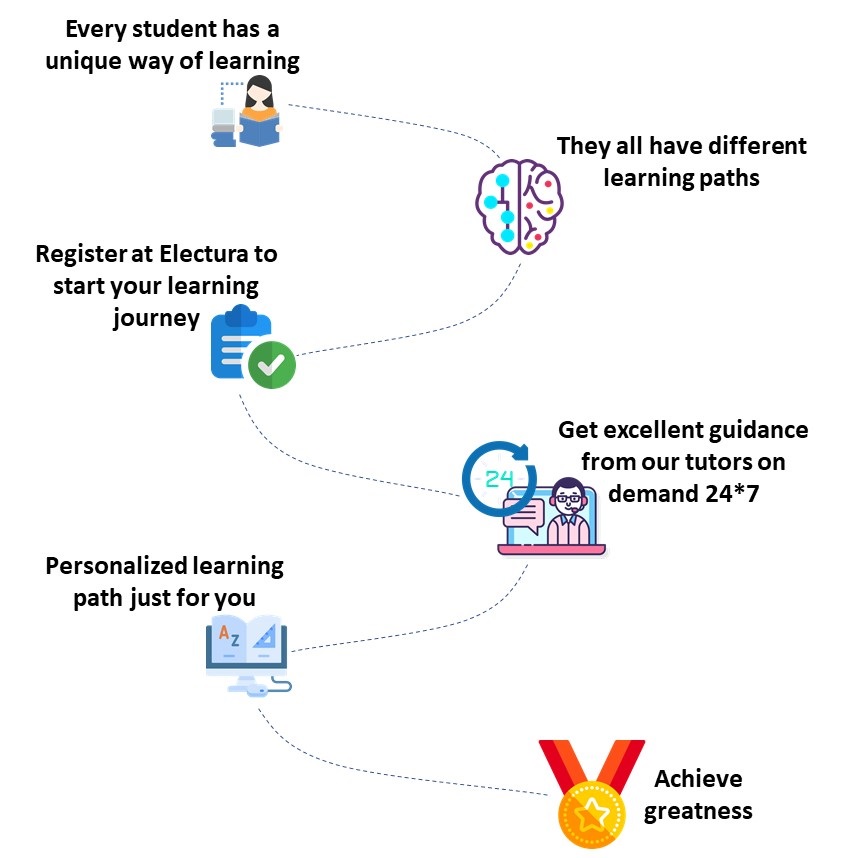 Every student has a
unique way of learning
They all have different
learning paths
Register at Electura to
start your learning
journey
Get excellent guidance
from our tutors on
demand 24*7
24
Personalized learning
path just for you
A
Z
Achieve
greatness